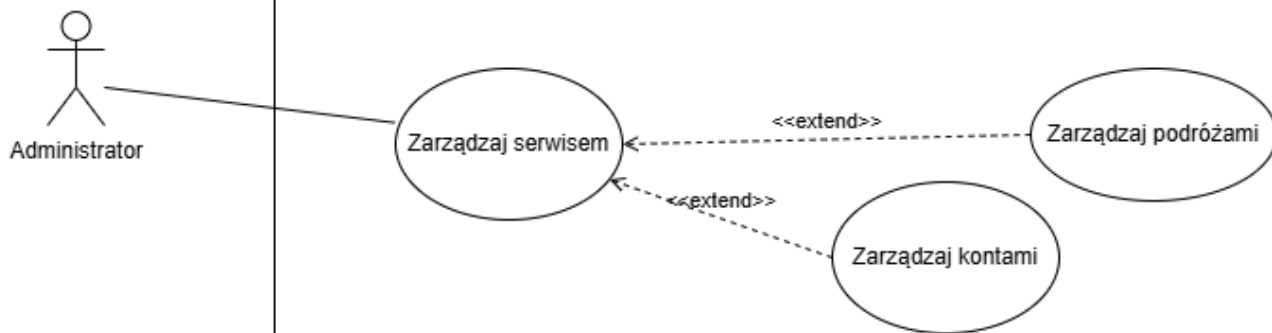 Administrator
Zarządzaj serwisem
<<extend>>
Zarządzaj podróżami
<<extend>>
Zarządzaj kontami